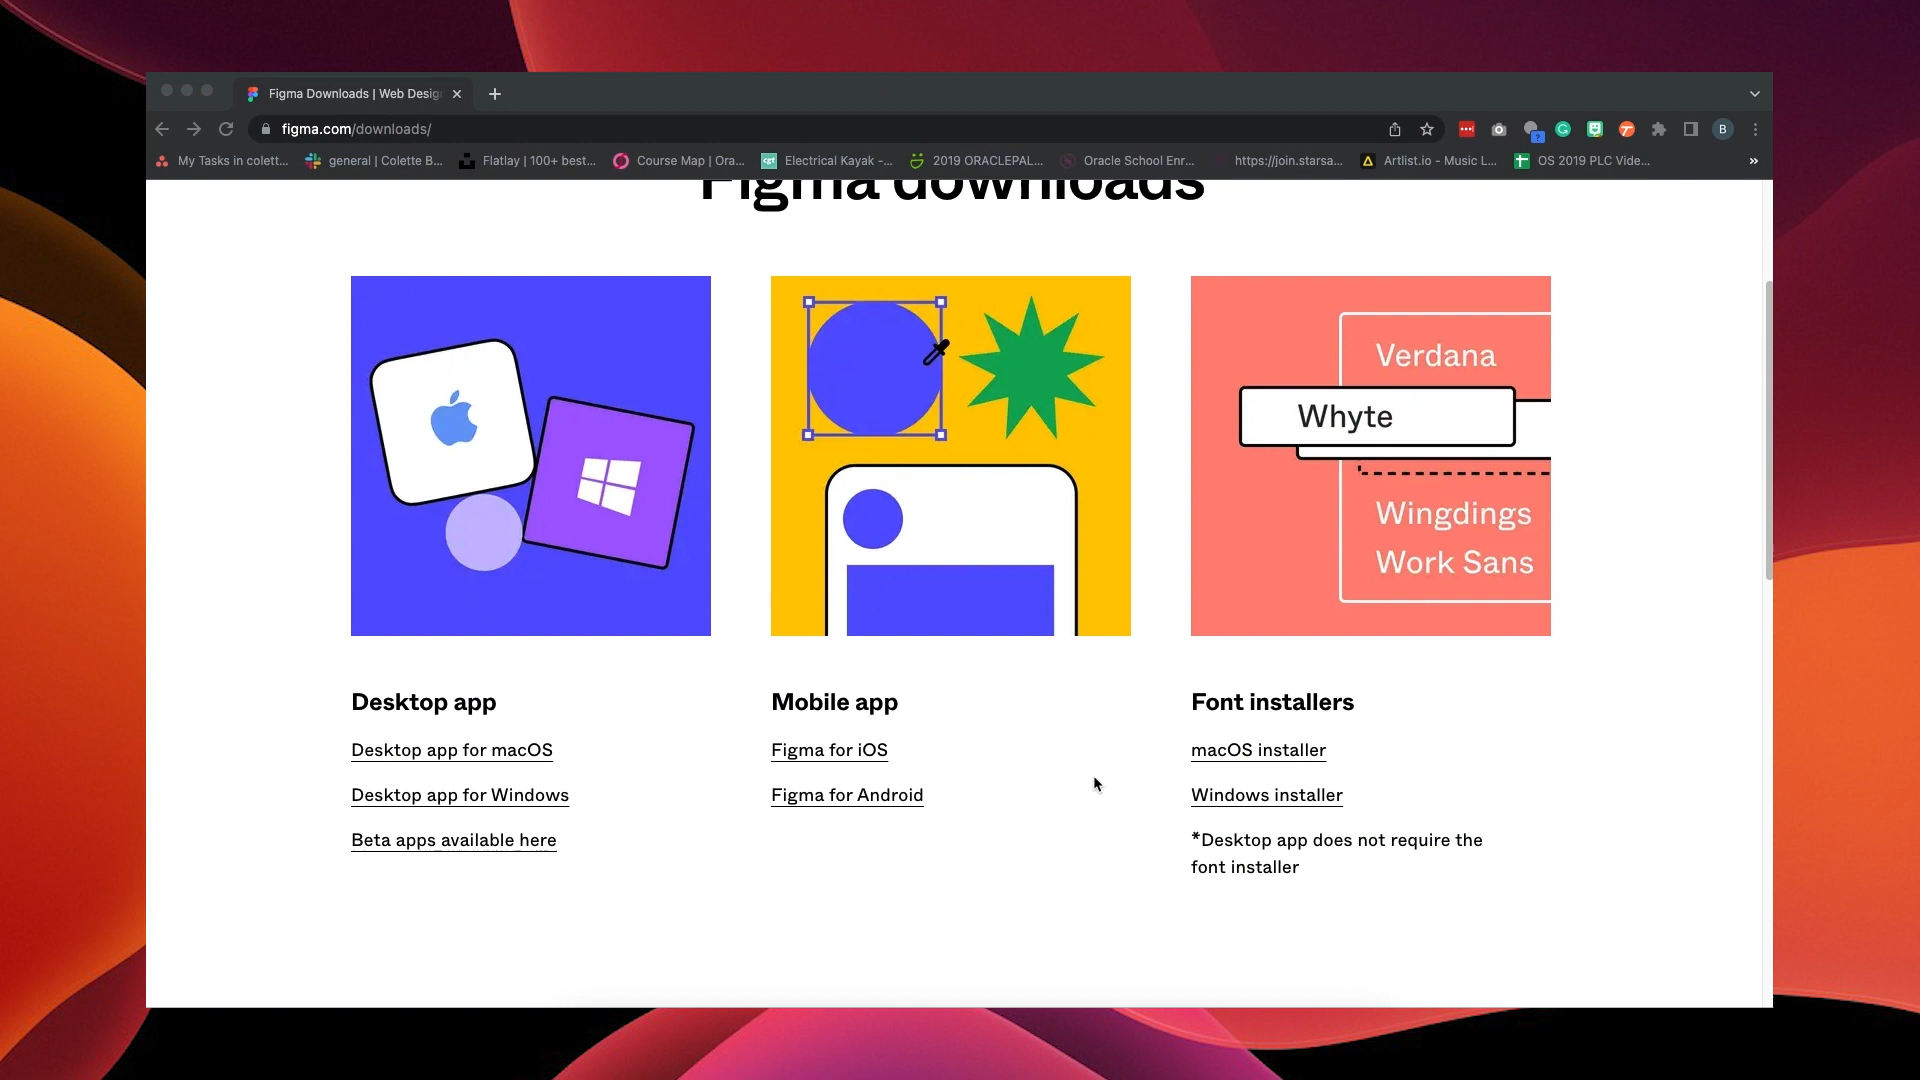 Figma Downloads | Web Desig
figma.com/downloads/
B
My Tasks in colett...
general | Colette B...
Flatlay | 100+ best...
Course Map | Ora...
cgt
Electrical Kayak -...
2019 ORACLEPAL...
Oracle School Enr...
https://join.starsa...
Artlist.io - Music L...
OS 2019 PLC Vide...
»
Figma downloads
Verdana
Whyte
Wingdings
Work Sans
Desktop app
Desktop app for macOS
Desktop app for Windows
Beta apps available here
Mobile app
Figma for iOS
Figma for Android
Font installers
macOS installer
Windows installer
*Desktop app does not require the
font installer